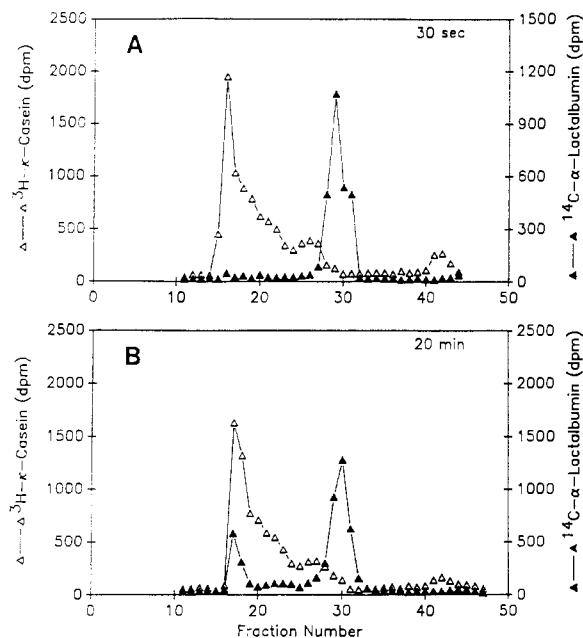 A
30 sec
2500
2000
1500
1000
500
0
△—△ ³H-κ-Casein (dpm)
1500
1200
900
600
300
0
▲—▲ ¹⁴C-α-Lactalbumin (dpm)
0 10 20 30 40 50
B
20 min
2500
2000
1500
1000
500
0
△—△ ³H-κ-Casein (dpm)
2500
2000
1500
1000
500
0
▲—▲ ¹⁴C-α-Lactalbumin (dpm)
0 10 20 30 40 50
Fraction Number